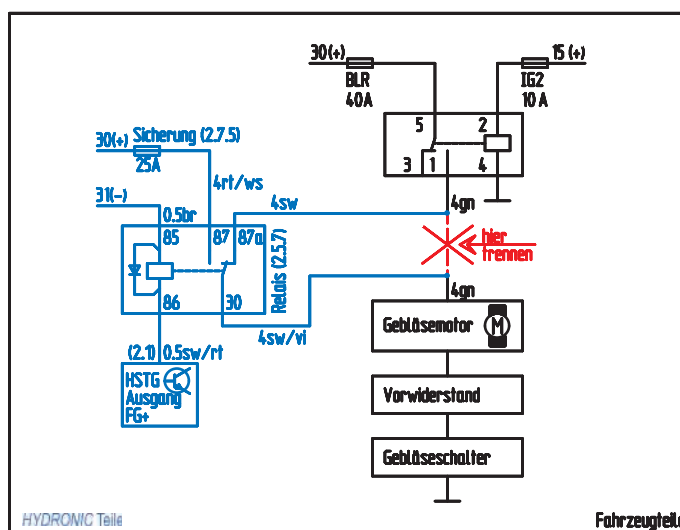 30(+)
BLR
40A
15 (+)
IG2
10 A
5
2
3
1
4
30(+)
Sicherung (2.7.5)
25A
4rt/ws
31(-)
0.5br
4sw
4gn
85
87
87a
Relais (2.5.7)
hier
trennen
86
30
4sw/vi
4gn
Gebläsemotor
M
(2.1)
0.5sw/rt
HSTG
Ausgang
FG+
Vorwiderstand
Gebläseschalter
HYDRONIC Teile
Fahrzeugteile